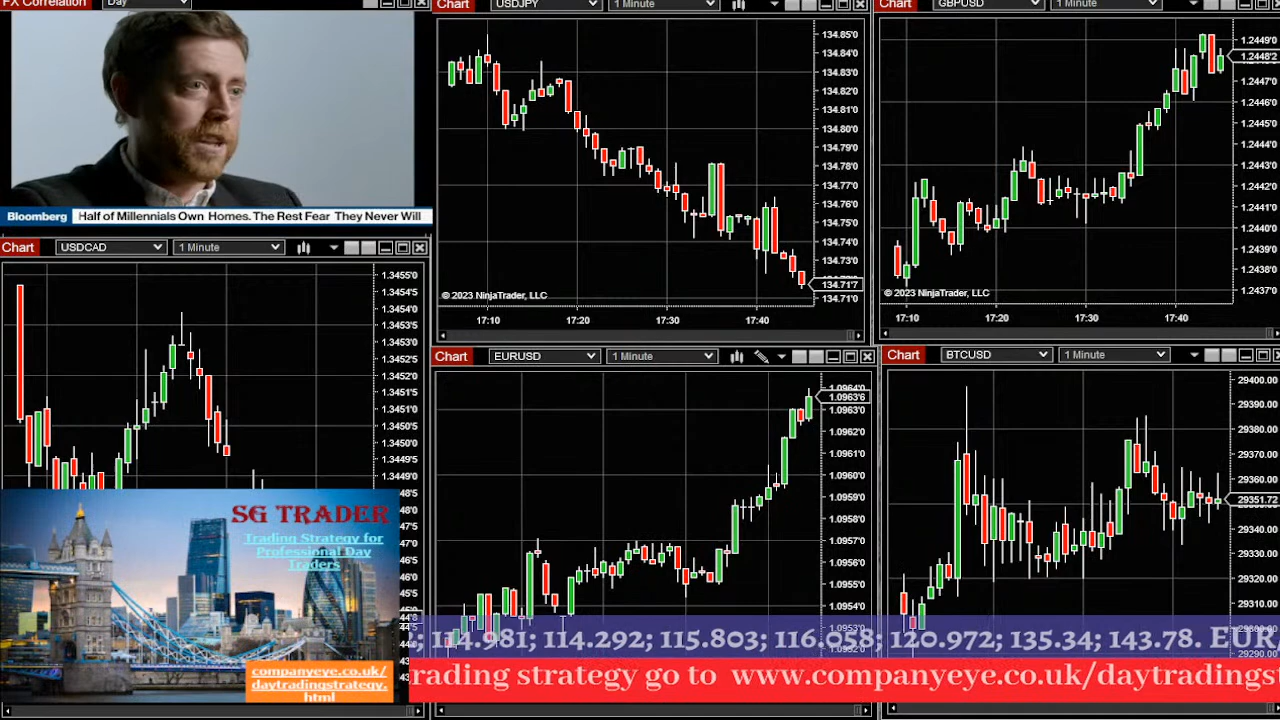 FX Correlation
Day
Bloomberg
Half of Millennials Own Homes. The Rest Fear They Never Will
Chart
USDJPY
1 Minute
134.85'0
134.84'0
134.83'0
134.82'0
134.81'0
134.80'0
134.79'0
134.78'0
134.77'0
134.76'0
134.75'0
134.74'0
134.73'0
134.71'7
134.71'0
© 2023 NinjaTrader, LLC
17:10
17:20
17:30
17:40
Chart
GBPUSD
1 Minute
1.2449'0
1.2448'2
1.2447'0
1.2446'0
1.2445'0
1.2443'0
1.2442'0
1.2441'0
1.2440'0
1.2438'0
1.2437'0
© 2023 NinjaTrader, LLC
17:10
17:20
17:30
17:40
Chart
USDCAD
1 Minute
1.3455'0
1.3454'5
1.3454'0
1.3453'5
1.3452'5
1.3452'0
1.3451'5
1.3451'0
1.3450'5
1.3450'0
1.3449'5
SG TRADER
Trading Strategy for
Professional Day
Traders
companyeye.co.uk/
daytradingstrategy.
html
Chart
EURUSD
1 Minute
1.0964'0
1.0963'6
1.0963'0
1.0962'0
1.0960'0
1.0959'0
1.0958'0
1.0957'0
1.0955'0
1.0954'0
Chart
BTCUSD
1 Minute
29400.00
29390.00
29380.00
29370.00
29360.00
29351.72
29340.00
29330.00
29320.00
29310.00
114.981; 114.292; 115.803; 116.058; 120.972; 135.34; 143.78. EUR
trading strategy go to www.companyeye.co.uk/daytradingst